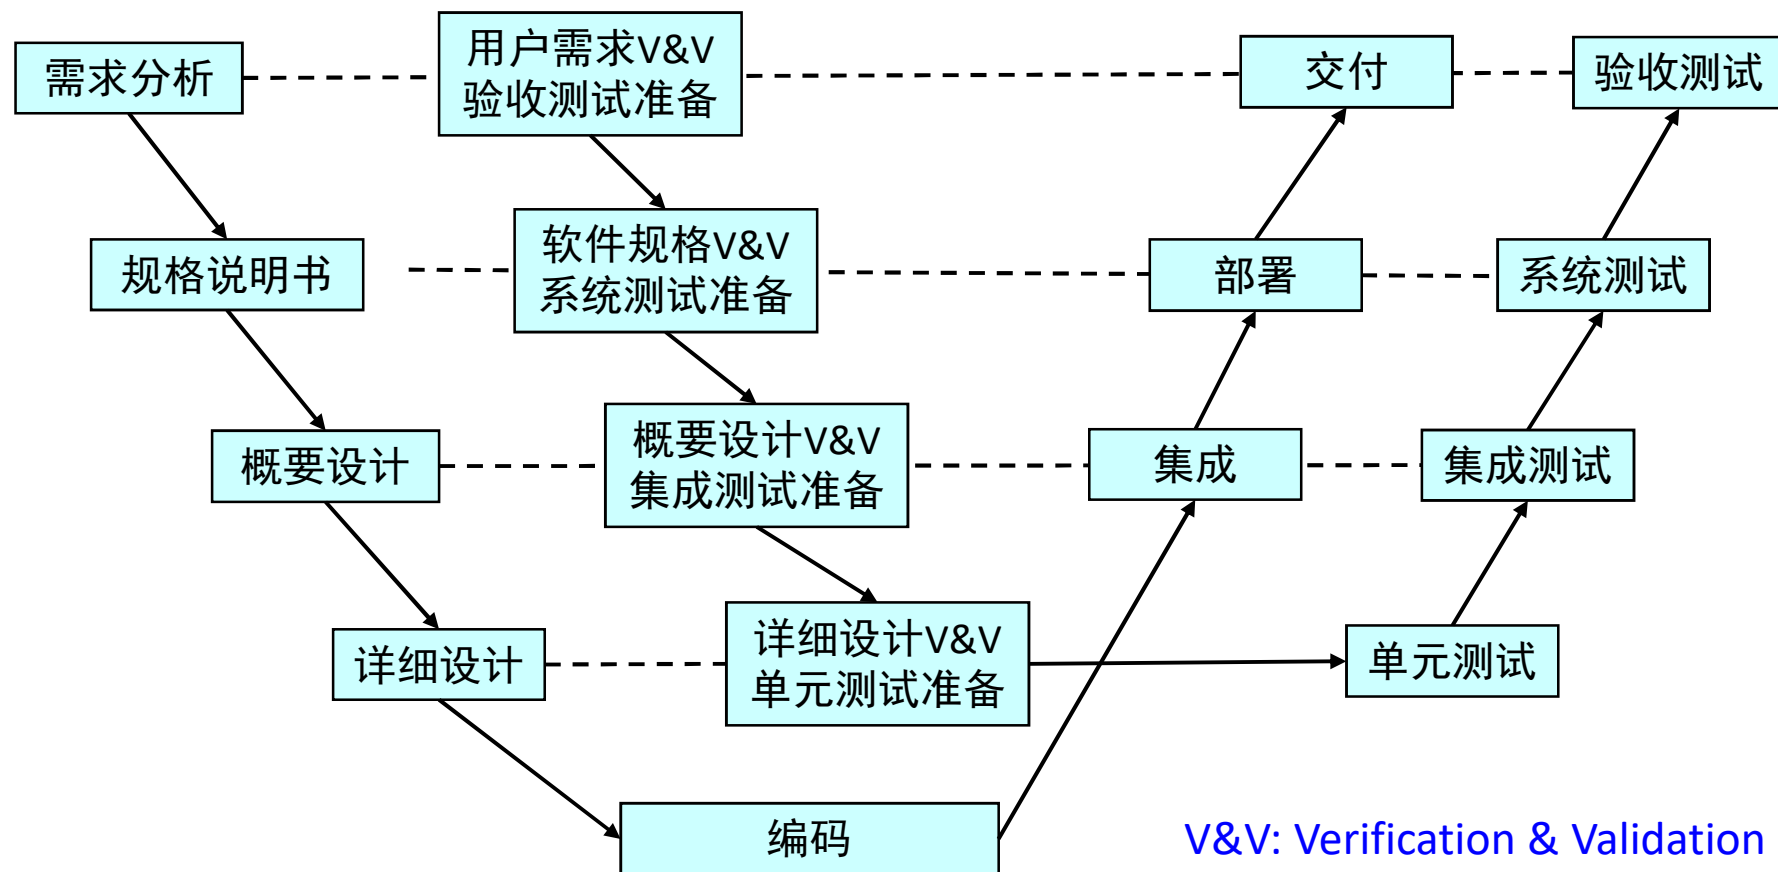 需求分析
用户需求V&V
验收测试准备
交付
验收测试
规格说明书
软件规格V&V
系统测试准备
部署
系统测试
概要设计
概要设计V&V
集成测试准备
集成
集成测试
详细设计
详细设计V&V
单元测试准备
单元测试
编码
V&V: Verification & Validation